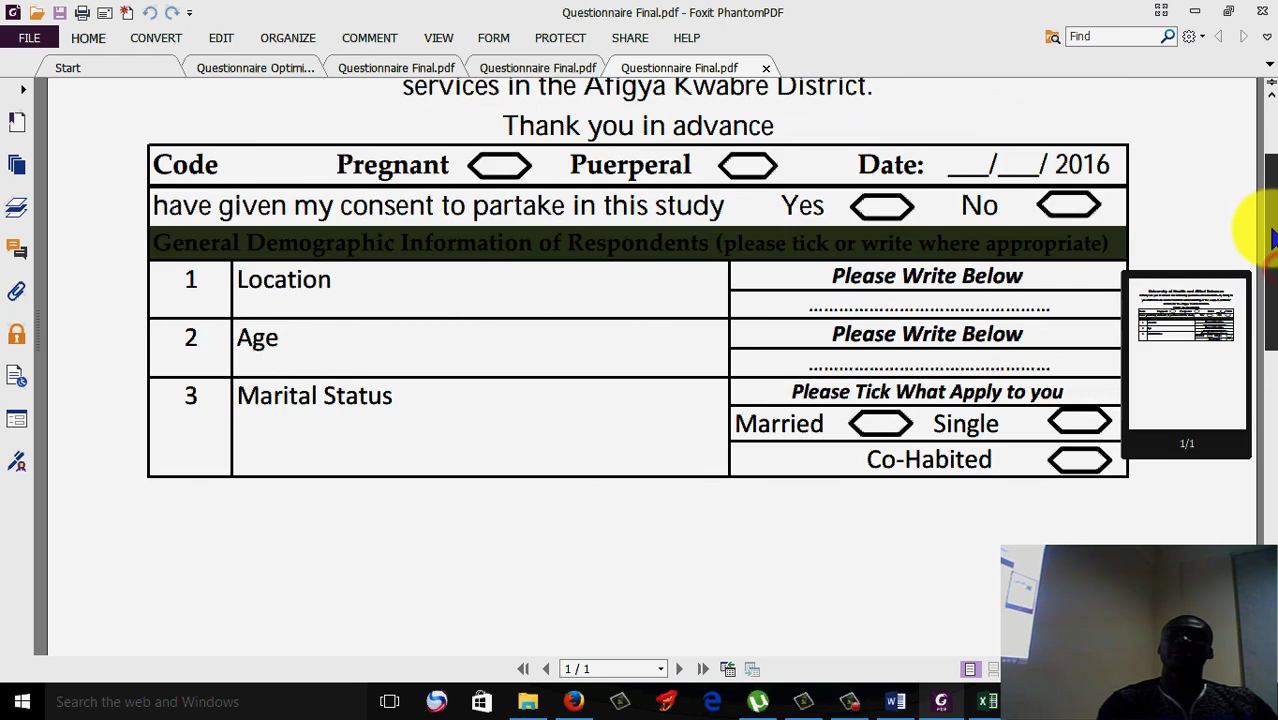 Questionnaire Final.pdf - Foxit PhantomPDF
FILE HOME CONVERT EDIT ORGANIZE COMMENT VIEW FORM PROTECT SHARE HELP Find
Start Questionnaire Optimi... Questionnaire Final.pdf Questionnaire Final.pdf Questionnaire Final.pdf
services in the Afigya Kwabre District.
Thank you in advance
Code Pregnant Puerperal Date: ___/___/ 2016
have given my consent to partake in this study Yes No
General Demographic Information of Respondents (please tick or write where appropriate)
1 Location Please Write Below
2 Age Please Write Below
3 Marital Status Please Tick What Apply to you
Married Single
Co-Habited
1/1
1 / 1
Search the web and Windows